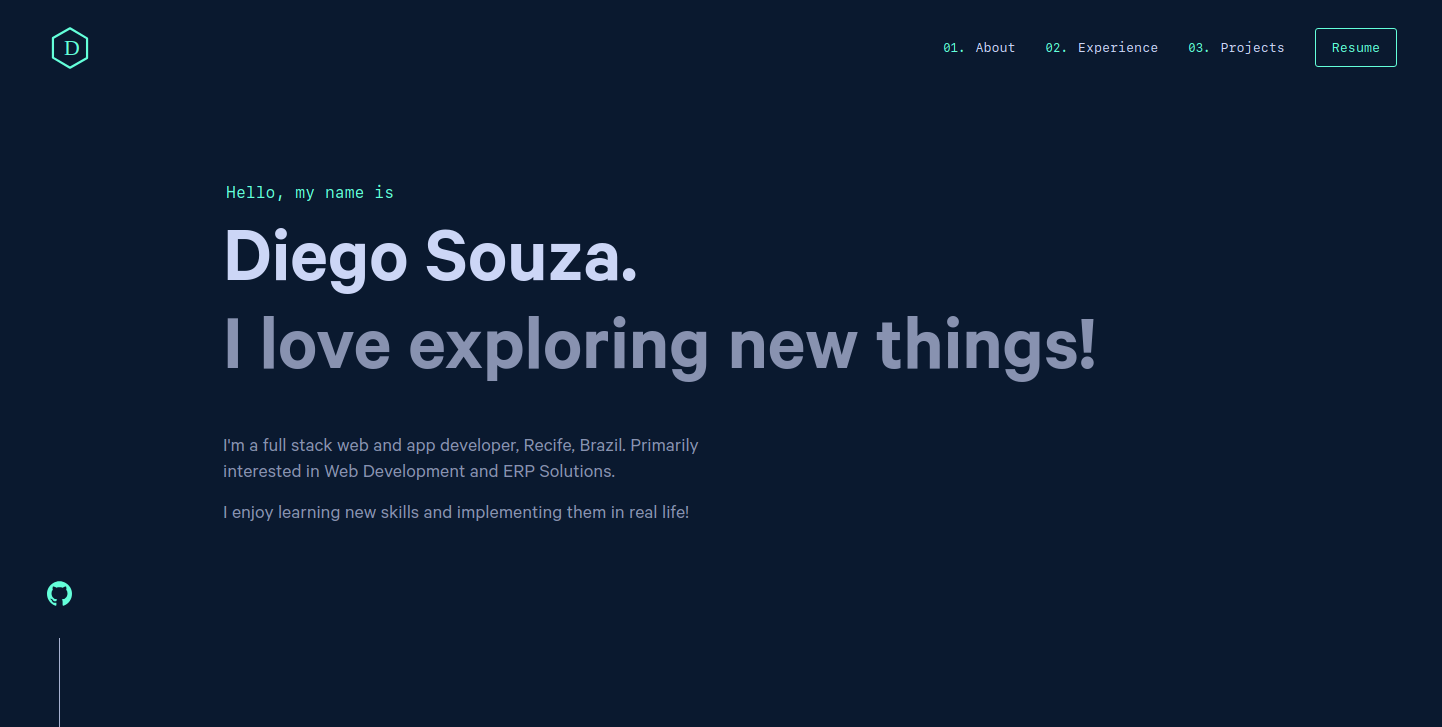 D
01. About 02. Experience 03. Projects Resume
Hello, my name is
Diego Souza.
I love exploring new things!
I'm a full stack web and app developer, Recife, Brazil. Primarily
interested in Web Development and ERP Solutions.
I enjoy learning new skills and implementing them in real life!